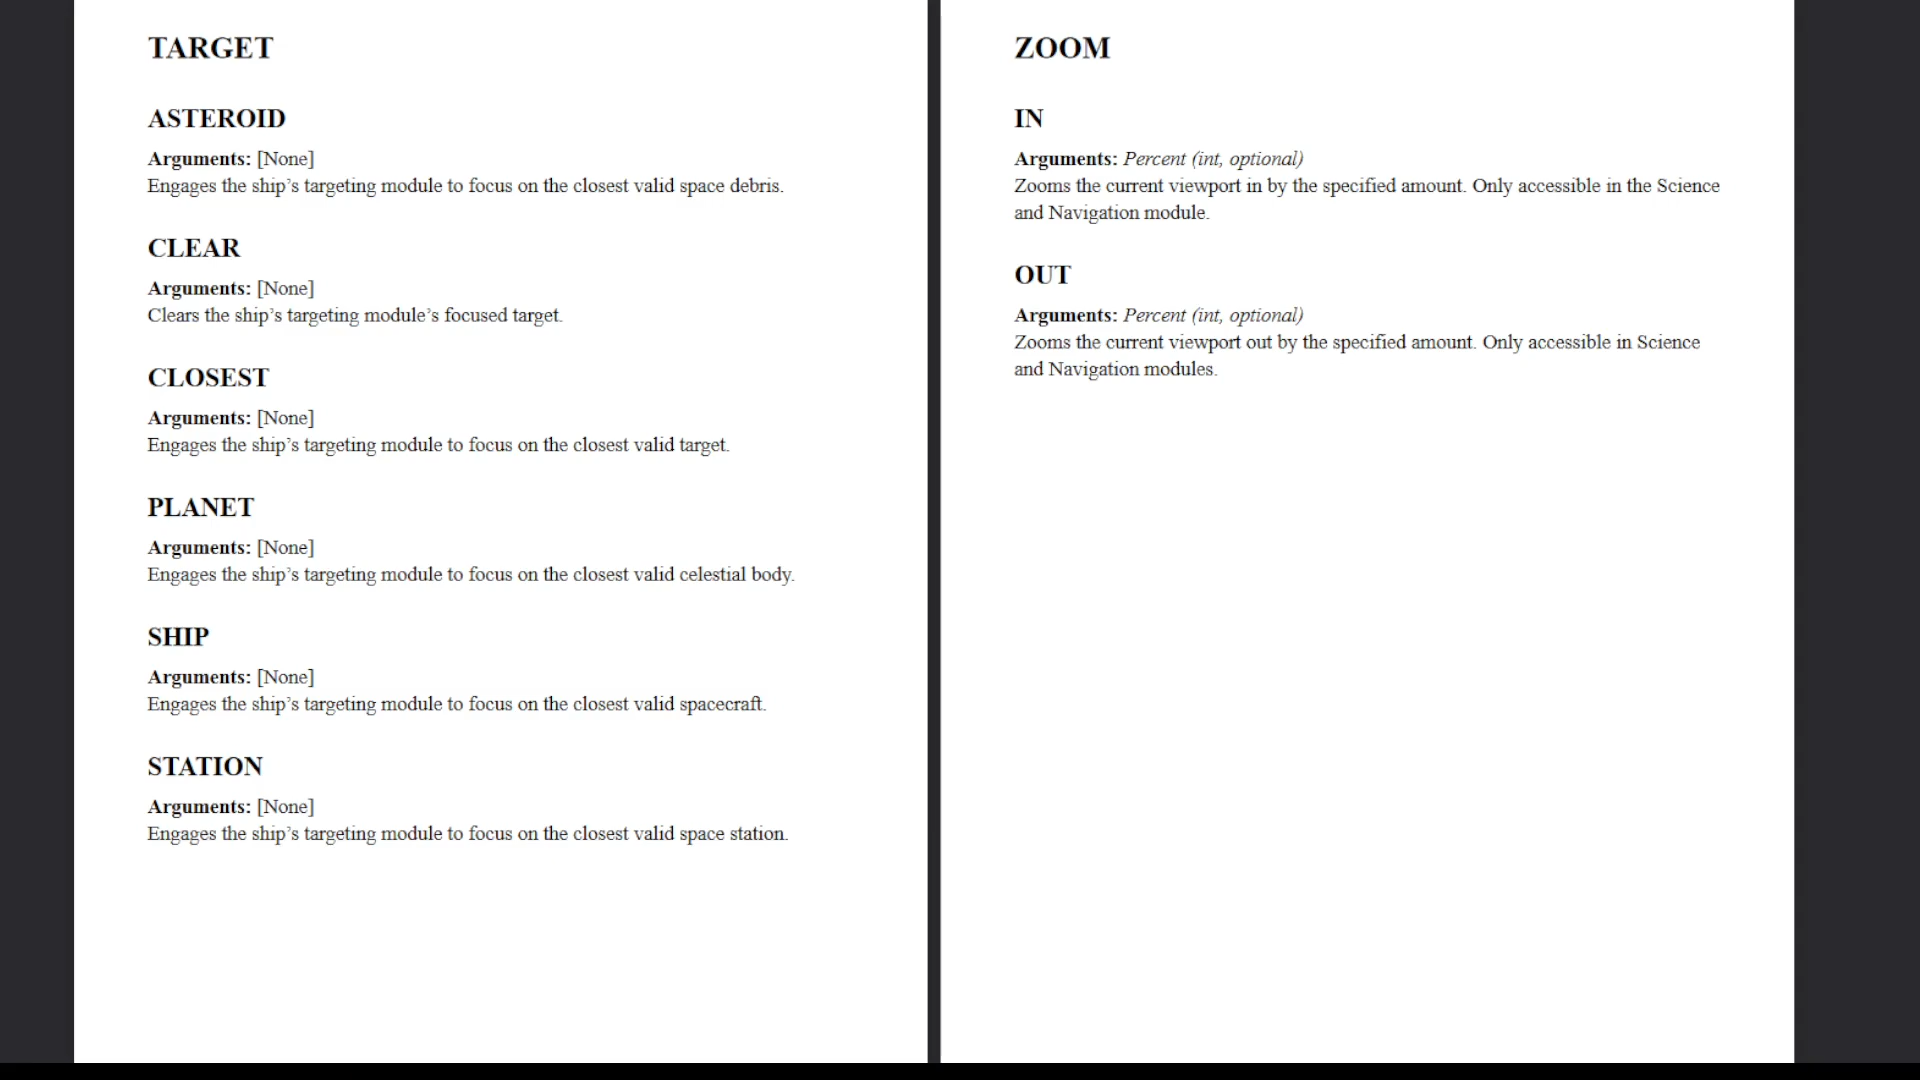 TARGET
ASTEROID
Arguments: [None]
Engages the ship’s targeting module to focus on the closest valid space debris.
CLEAR
Arguments: [None]
Clears the ship’s targeting module’s focused target.
CLOSEST
Arguments: [None]
Engages the ship’s targeting module to focus on the closest valid target.
PLANET
Arguments: [None]
Engages the ship’s targeting module to focus on the closest valid celestial body.
SHIP
Arguments: [None]
Engages the ship’s targeting module to focus on the closest valid spacecraft.
STATION
Arguments: [None]
Engages the ship’s targeting module to focus on the closest valid space station.
ZOOM
IN
Arguments: Percent (int, optional)
Zooms the current viewport in by the specified amount. Only accessible in the Science
and Navigation module.
OUT
Arguments: Percent (int, optional)
Zooms the current viewport out by the specified amount. Only accessible in Science
and Navigation modules.